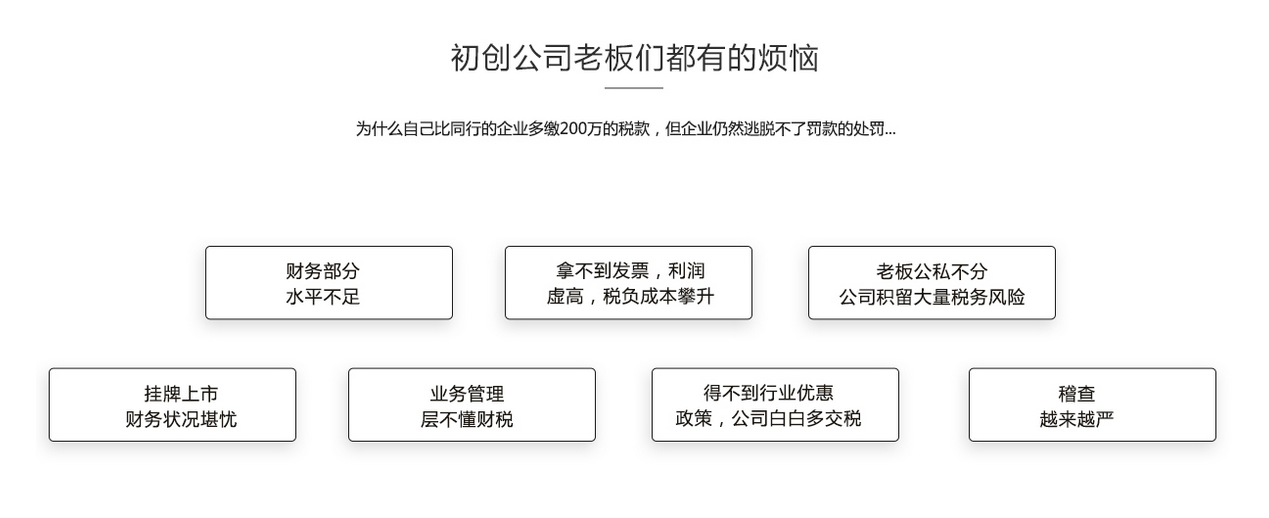 初创公司老板们都有的烦恼
为什么自己比同行的企业多缴200万的税款，但企业仍然逃脱不了罚款的处罚...
财务部分
水平不足
拿不到发票，利润
虚高，税负成本攀升
老板公私不分
公司积留大量税务风险
挂牌上市
财务状况堪忧
业务管理
层不懂财税
得不到行业优惠
政策，公司白白多交税
稽查
越来越严